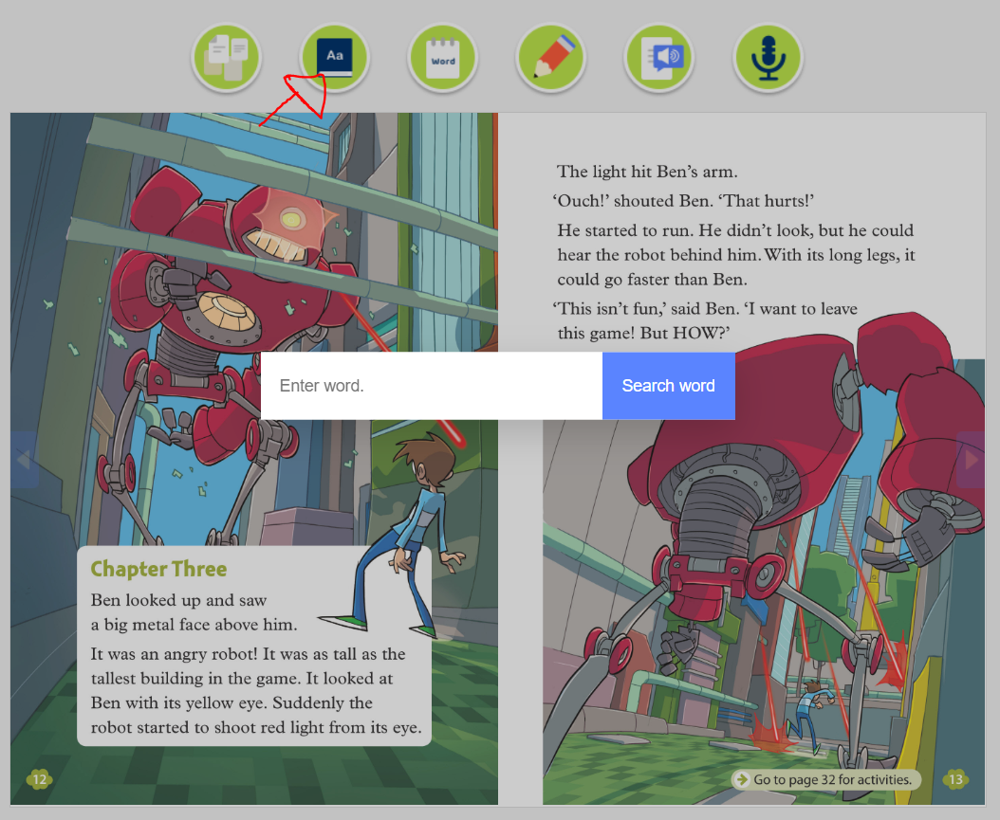 Aa
Word
The light hit Ben’s arm.
‘Ouch!’ shouted Ben. ‘That hurts!’
He started to run. He didn’t look, but he could
hear the robot behind him. With its long legs, it
could go faster than Ben.
‘This isn’t fun,’ said Ben. ‘I want to leave
this game! But HOW?’
Enter word.
Search word
Chapter Three
Ben looked up and saw
a big metal face above him.
It was an angry robot! It was as tall as the
tallest building in the game. It looked at
Ben with its yellow eye. Suddenly the
robot started to shoot red light from its eye.
12
Go to page 32 for activities.
13